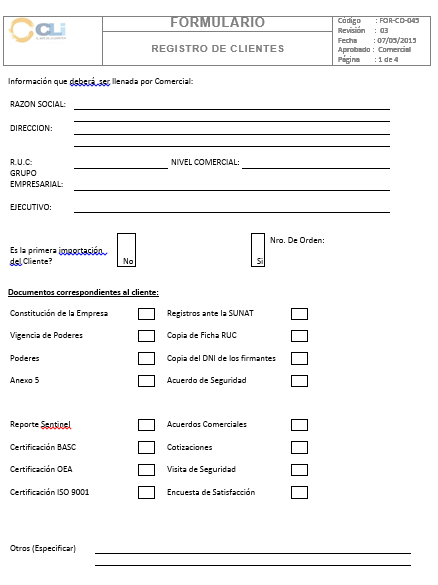 CLI
FORMULARIO
REGISTRO DE CLIENTES
Código : FOR-CO-045
Revisión : 03
Fecha : 07/05/2015
Aprobado : Comercial
Página : 1 de 4
Información que deberá ser llenada por Comercial:
RAZON SOCIAL:
DIRECCION:
R.U.C: NIVEL COMERCIAL:
GRUPO
EMPRESARIAL:
EJECUTIVO:
Es la primera importación
del Cliente? No Si Nro. De Orden:
Documentos correspondientes al cliente:
Constitución de la Empresa Registros ante la SUNAT
Vigencia de Poderes Copia de Ficha RUC
Poderes Copia del DNI de los firmantes
Anexo 5 Acuerdo de Seguridad
Reporte Sentinel Acuerdos Comerciales
Certificación BASC Cotizaciones
Certificación OEA Visita de Seguridad
Certificación ISO 9001 Encuesta de Satisfacción
Otros (Especificar)